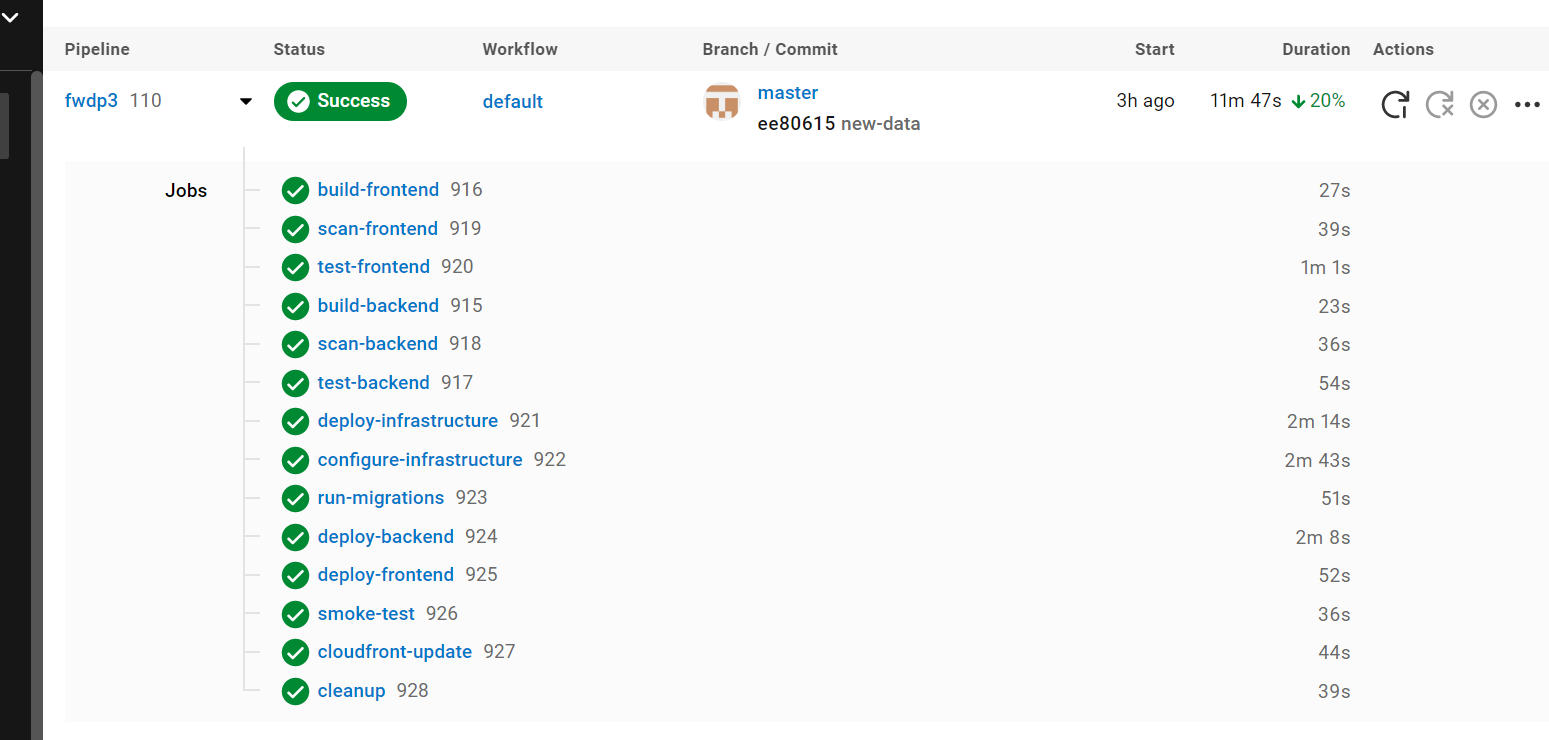 Pipeline Status Workflow Branch / Commit Start Duration Actions
fwdp3 110 Success default master 3h ago 11m 47s 20%
ee80615 new-data
Jobs build-frontend 916 27s
scan-frontend 919 39s
test-frontend 920 1m 1s
build-backend 915 23s
scan-backend 918 36s
test-backend 917 54s
deploy-infrastructure 921 2m 14s
configure-infrastructure 922 2m 43s
run-migrations 923 51s
deploy-backend 924 2m 8s
deploy-frontend 925 52s
smoke-test 926 36s
cloudfront-update 927 44s
cleanup 928 39s